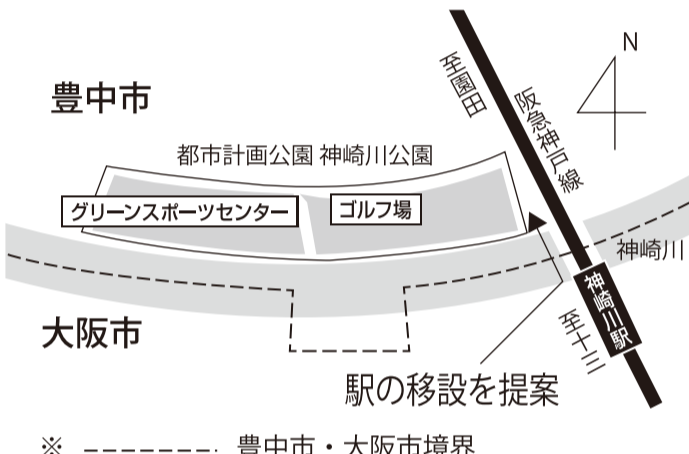 N
至園田
豊中市
阪急神戸線
都市計画公園 神崎川公園
グリーンスポーツセンター
ゴルフ場
神崎川
神崎川駅
大阪市
至十三
駅の移設を提案
※ ---------- 豊中市・大阪市境界